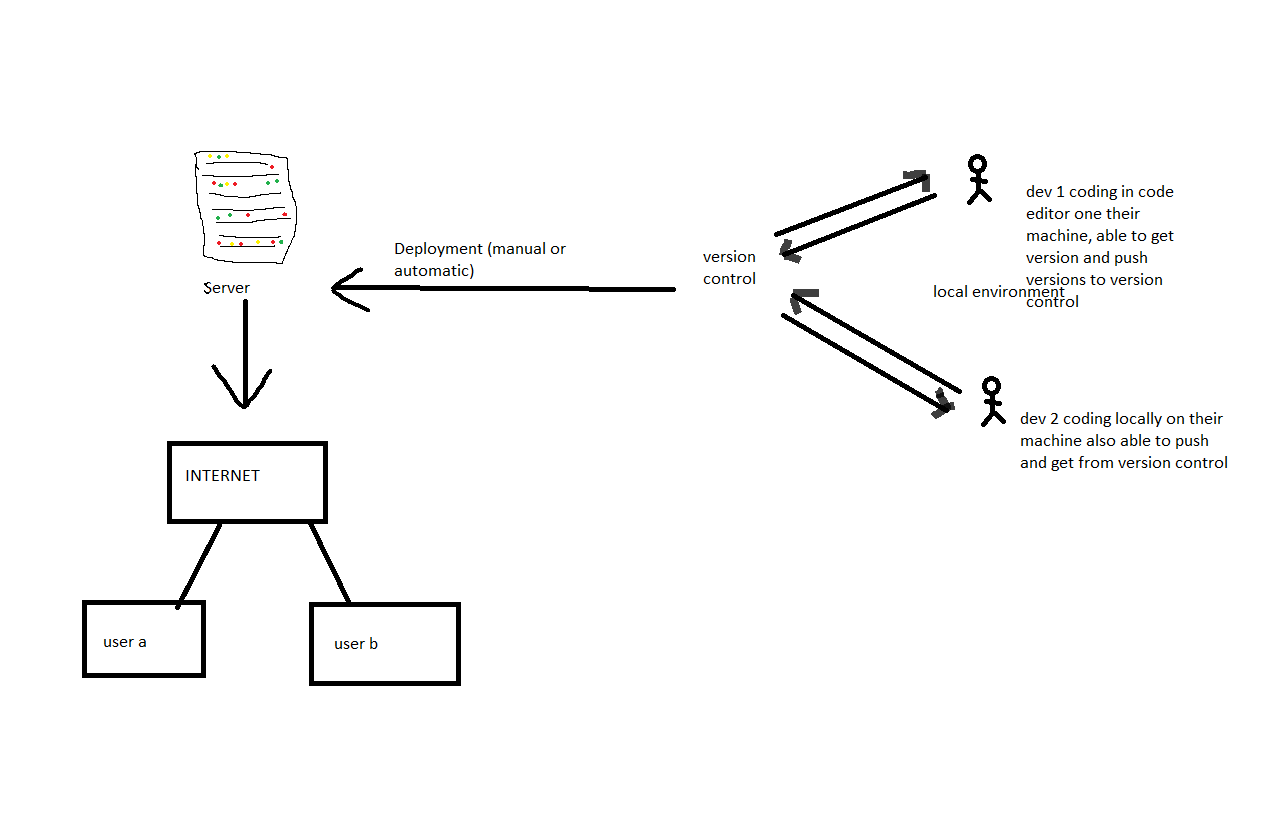 dev 1 coding in code
editor one their
machine, able to get
version and push
versions to version
control
Deployment (manual or
automatic)
version
control
Server
local environment
dev 2 coding locally on their
machine also able to push
and get from version control
INTERNET
user a
user b